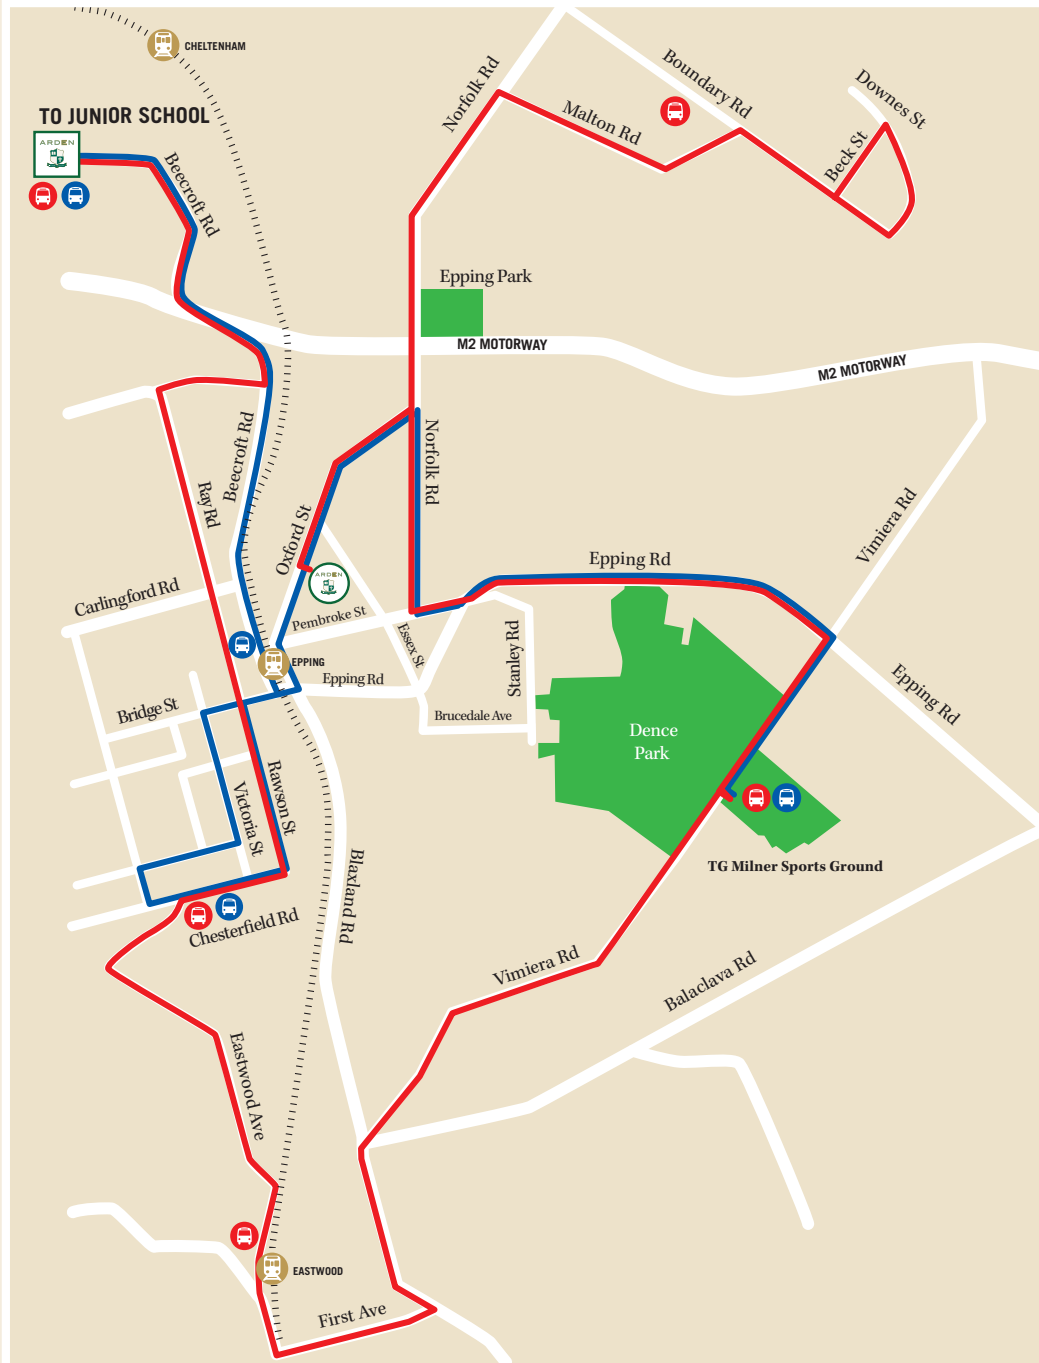 CHELTENHAM
TO JUNIOR SCHOOL
ARDEN
Beecroft Rd
Norfolk Rd
Boundary Rd
Malton Rd
Downes St
Beck St
Epping Park
M2 MOTORWAY
M2 MOTORWAY
Beecroft Rd
Ray Rd
Norfolk Rd
Oxford St
Vimiera Rd
Epping Rd
ARDEN
Carlingford Rd
Pembroke St
Essex St
Stanley Rd
EPPING
Epping Rd
Epping Rd
Bridge St
Brucedale Ave
Dence
Park
Rawson St
Victoria St
TG Milner Sports Ground
Blaxland Rd
Chesterfield Rd
Vimiera Rd
Balaclava Rd
Eastwood Ave
EASTWOOD
First Ave